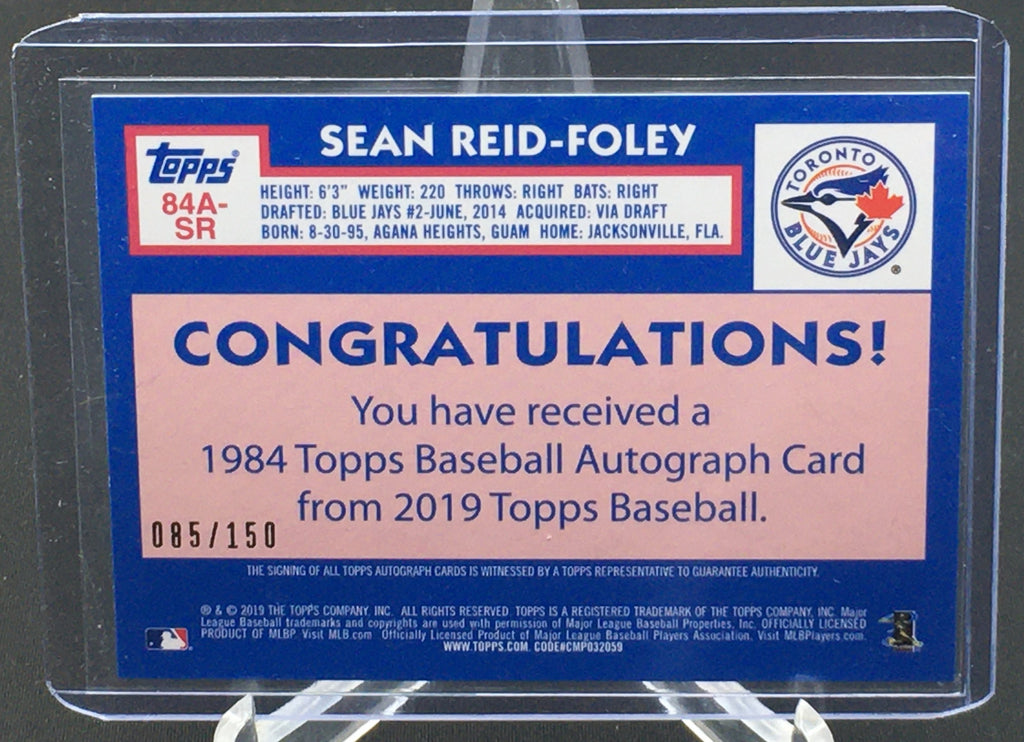 SEAN REID-FOLEY
topps®
84A-
SR
HEIGHT: 6'3" WEIGHT: 220 THROWS: RIGHT BATS: RIGHT
DRAFTED: BLUE JAYS #2-JUNE, 2014 ACQUIRED: VIA DRAFT
BORN: 8-30-95, AGANA HEIGHTS, GUAM HOME: JACKSONVILLE, FLA.
TORONTO
BLUE JAYS
®
CONGRATULATIONS!
You have received a
1984 Topps Baseball Autograph Card
from 2019 Topps Baseball.
085/150
THE SIGNING OF ALL TOPPS AUTOGRAPH CARDS IS WITNESSED BY A TOPPS REPRESENTATIVE TO GUARANTEE AUTHENTICITY.
® & © 2019 THE TOPPS COMPANY, INC. ALL RIGHTS RESERVED. TOPPS IS A REGISTERED TRADEMARK OF THE TOPPS COMPANY, INC. Major
League Baseball trademarks and copyrights are used with permission of Major League Baseball Properties, Inc. OFFICIALLY LICENSED
PRODUCT OF MLBP Visit MLB.com Officially Licensed Product of Major League Baseball Players Association. Visit MLBPlayers.com.
WWW.TOPPS.COM. CODE#CMP032059